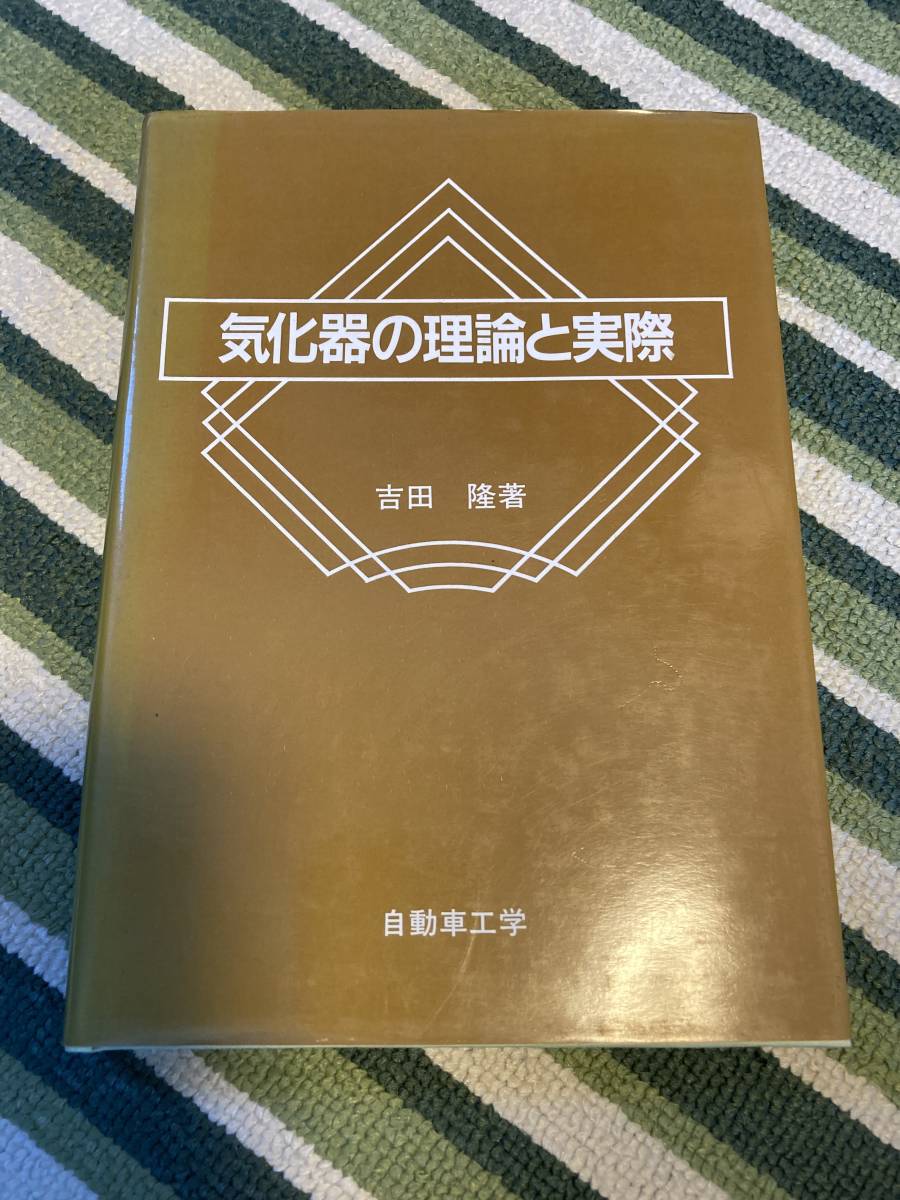 気化器の理論と実際
吉田 隆著
自動車工学